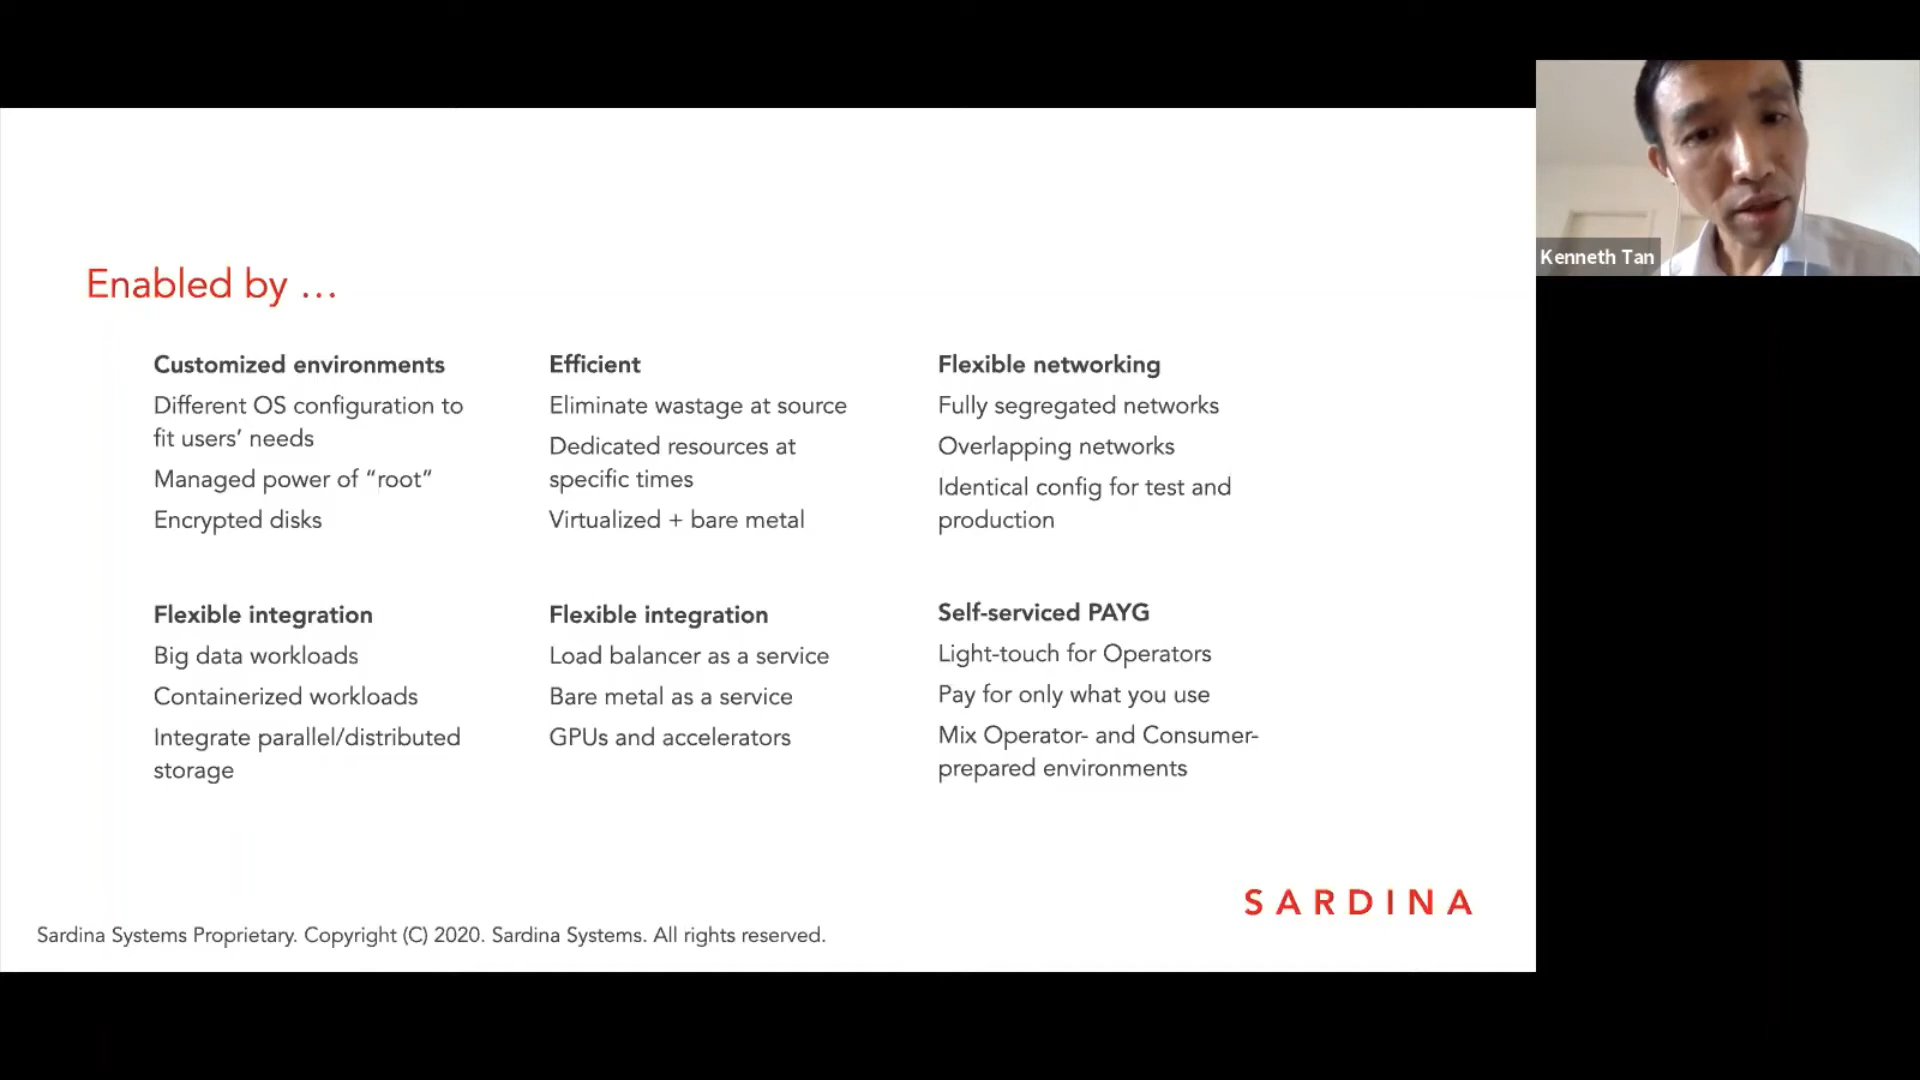 Enabled by ...
Customized environments
Different OS configuration to
fit users’ needs
Managed power of “root”
Encrypted disks
Efficient
Eliminate wastage at source
Dedicated resources at
specific times
Virtualized + bare metal
Flexible networking
Fully segregated networks
Overlapping networks
Identical config for test and
production
Flexible integration
Big data workloads
Containerized workloads
Integrate parallel/distributed
storage
Flexible integration
Load balancer as a service
Bare metal as a service
GPUs and accelerators
Self-serviced PAYG
Light-touch for Operators
Pay for only what you use
Mix Operator- and Consumer-
prepared environments
SARDINA
Sardina Systems Proprietary. Copyright (C) 2020. Sardina Systems. All rights reserved.
Kenneth Tan